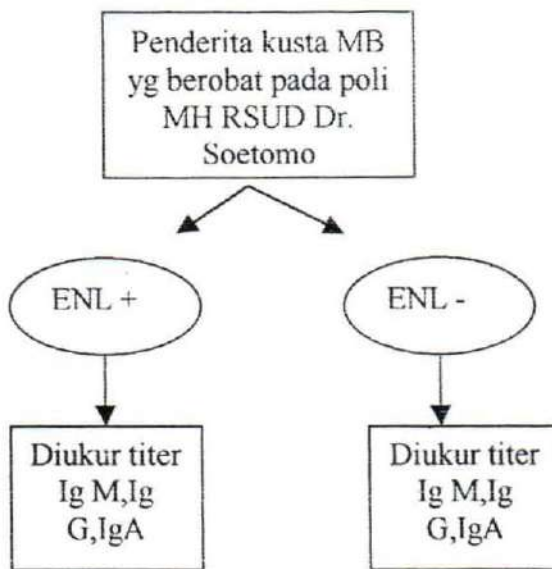 Penderita kusta MB
yg berobat pada poli
MH RSUD Dr.
Soetomo
ENL +
ENL -
Diukur titer
Ig M,Ig
G,IgA
Diukur titer
Ig M,Ig
G,IgA